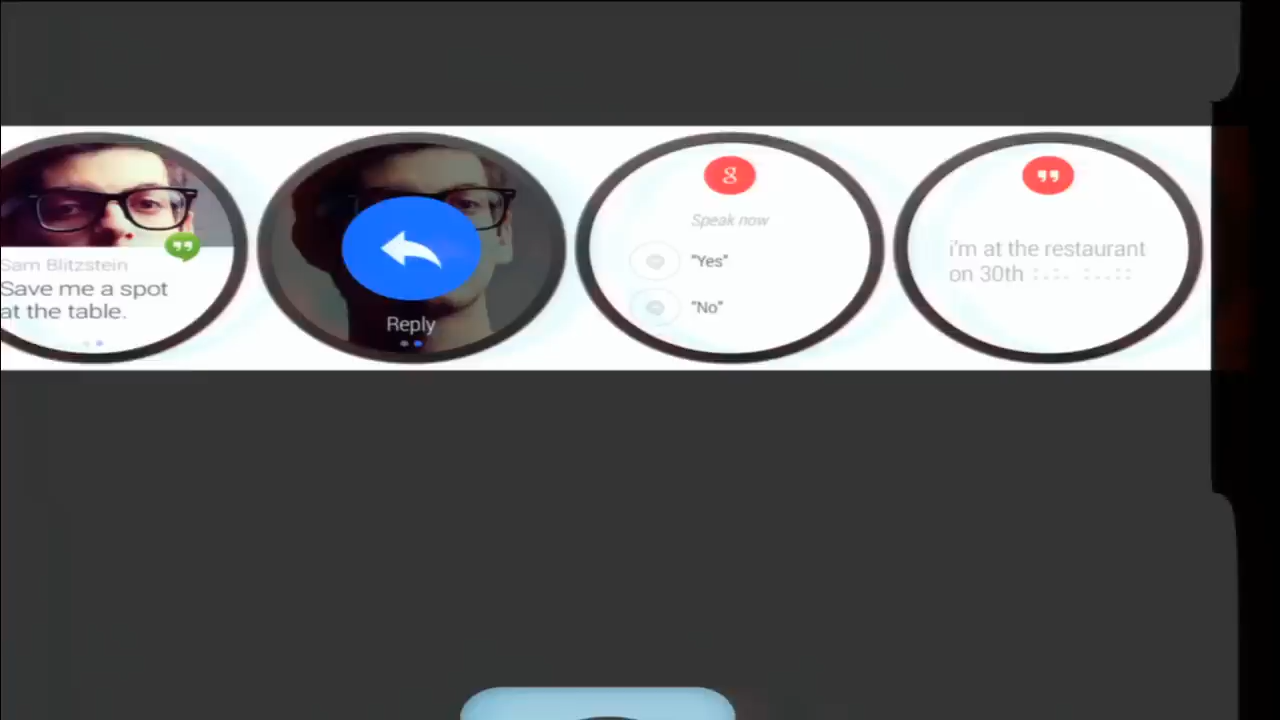 Sam Blitzstein
Save me a spot
at the table.
Reply
g
Speak now
"Yes"
"No"
i'm at the restaurant
on 30th